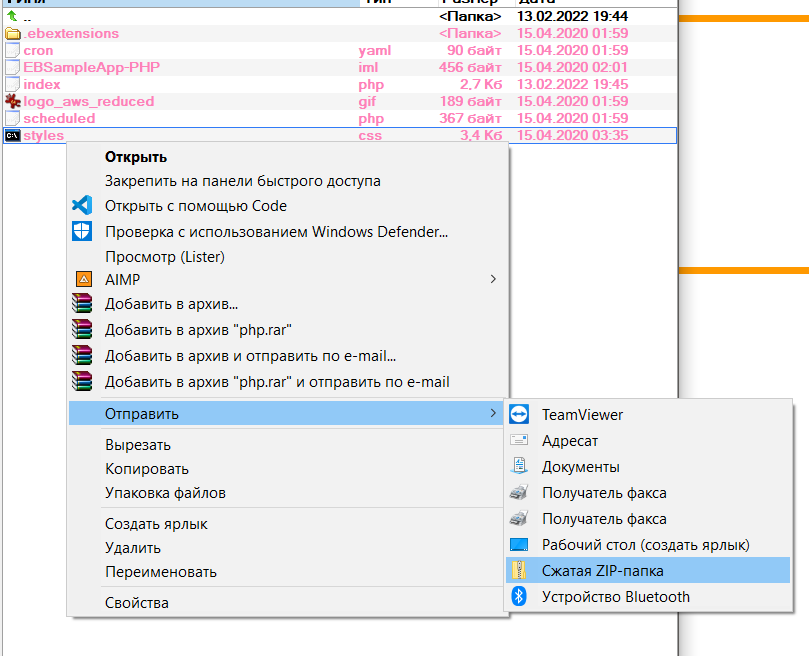 Имя Тип Размер Дата
.. <Папка> 13.02.2022 19:44
.ebextensions <Папка> 15.04.2020 01:59
cron yaml 90 байт 15.04.2020 01:59
EBSampleApp-PHP iml 456 байт 15.04.2020 02:01
index php 2,7 Кб 13.02.2022 19:45
logo_aws_reduced gif 189 байт 15.04.2020 01:59
scheduled php 367 байт 15.04.2020 01:59
styles css 3,4 Кб 15.04.2020 03:35
Открыть
Закрепить на панели быстрого доступа
Открыть с помощью Code
Проверка с использованием Windows Defender...
Просмотр (Lister)
AIMP
Добавить в архив...
Добавить в архив "php.rar"
Добавить в архив и отправить по e-mail...
Добавить в архив "php.rar" и отправить по e-mail
Отправить
Вырезать
Копировать
Упаковка файлов
Создать ярлык
Удалить
Переименовать
Свойства
TeamViewer
Адресат
Документы
Получатель факса
Получатель факса
Рабочий стол (создать ярлык)
Сжатая ZIP-папка
Устройство Bluetooth